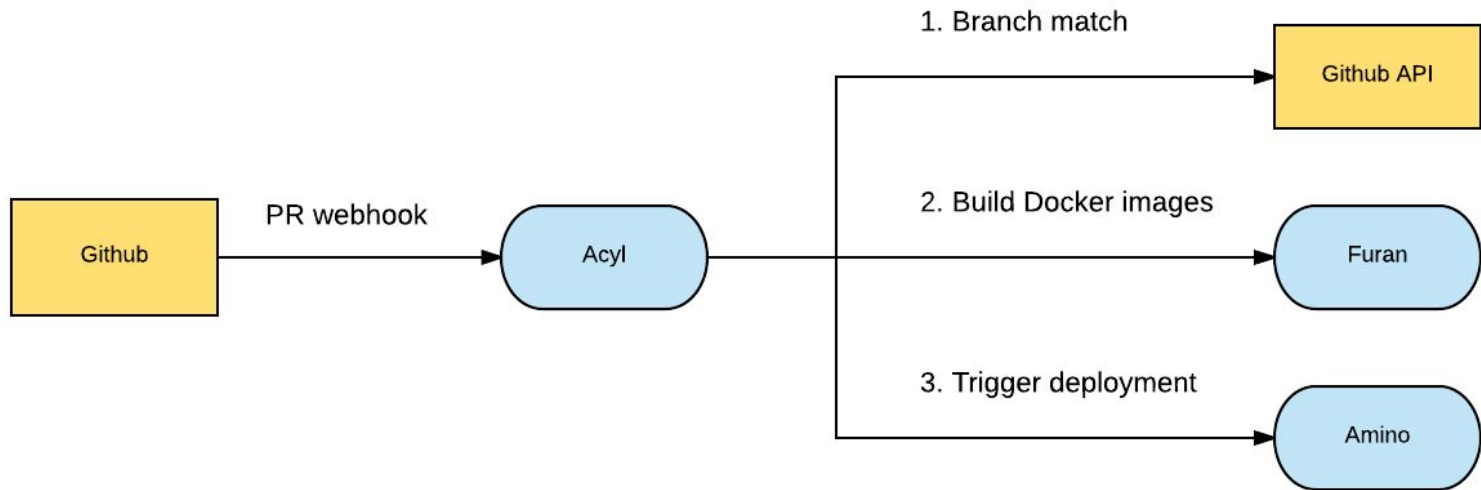 1. Branch match
Github API
PR webhook
2. Build Docker images
Github
Acyl
Furan
3. Trigger deployment
Amino